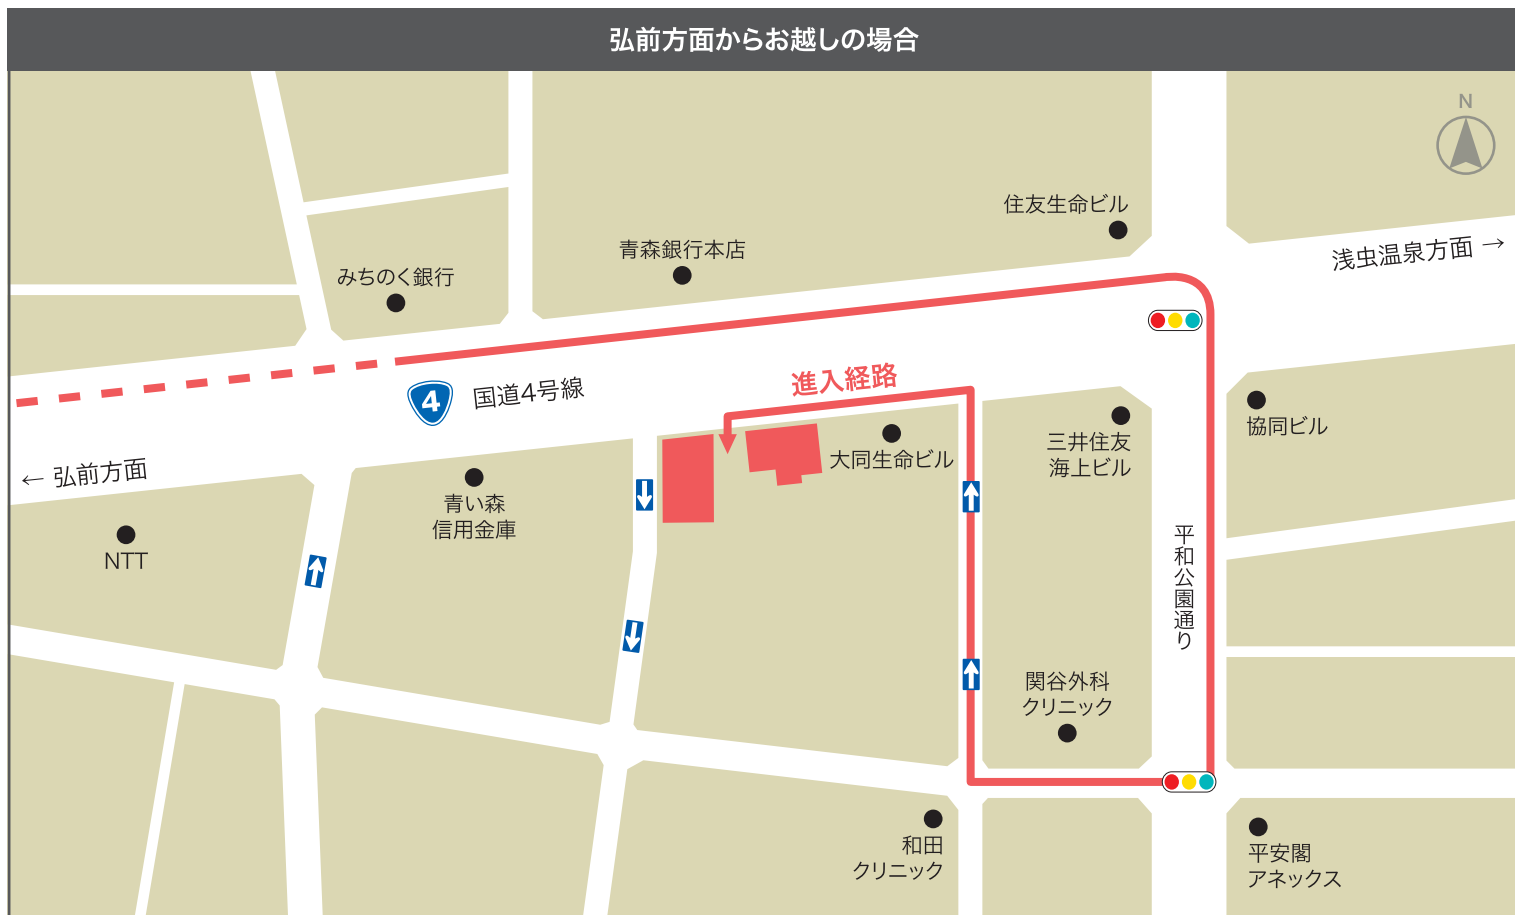 弘前方面からお越しの場合
N
住友生命ビル
浅虫温泉方面 →
青森銀行本店
みちのく銀行
進入経路
4
国道4号線
協同ビル
三井住友
海上ビル
大同生命ビル
← 弘前方面
青い森
信用金庫
NTT
平和公園通り
関谷外科
クリニック
和田
クリニック
平安閣
アネックス